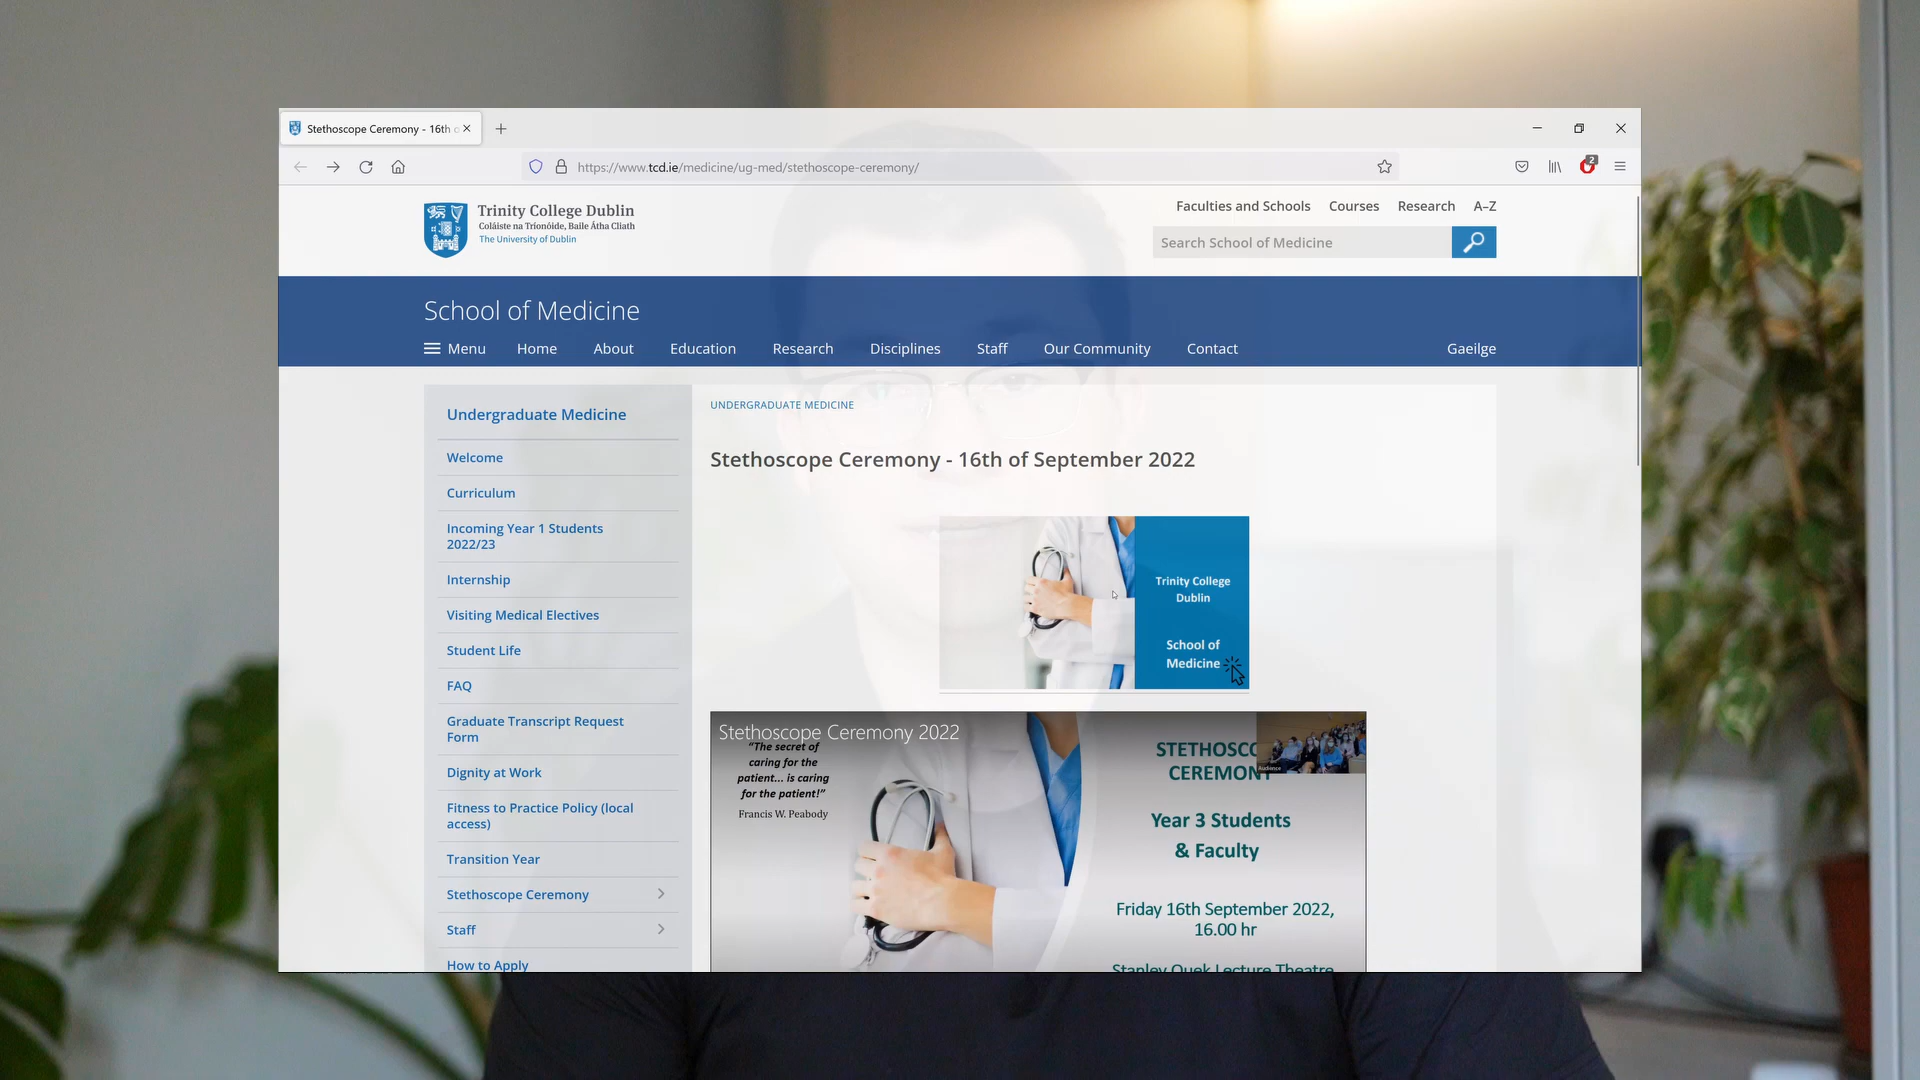 Stethoscope Ceremony - 16th o
https://www.tcd.ie/medicine/ug-med/stethoscope-ceremony/
2
Trinity College Dublin
Coláiste na Tríonóide, Baile Átha Cliath
The University of Dublin
Faculties and Schools Courses Research A–Z
Search School of Medicine
School of Medicine
Menu Home About Education Research Disciplines Staff Our Community Contact Gaeilge
Undergraduate Medicine
Welcome
Curriculum
Incoming Year 1 Students
2022/23
Internship
Visiting Medical Electives
Student Life
FAQ
Graduate Transcript Request
Form
Dignity at Work
Fitness to Practice Policy (local
access)
Transition Year
Stethoscope Ceremony
Staff
How to Apply
UNDERGRADUATE MEDICINE
Stethoscope Ceremony - 16th of September 2022
Trinity College
Dublin
School of
Medicine
Stethoscope Ceremony 2022
“The secret of
caring for the
patient... is caring
for the patient!”
Francis W. Peabody
STETHOSCO
CEREMONY
Audience
Year 3 Students
& Faculty
Friday 16th September 2022,
16.00 hr
Stanley Quek Lecture Theatre